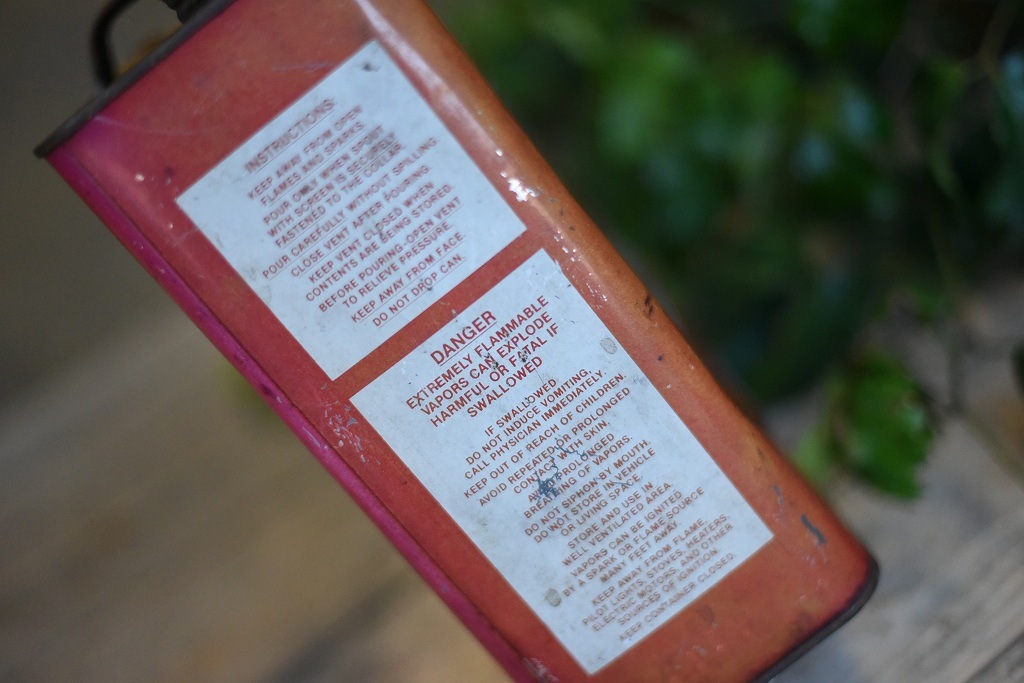 INSTRUCTIONS:
KEEP AWAY FROM OPEN
FLAMES AND SPARKS.
POUR ONLY WHEN SPOUT
WITH SCREEN IS SECURELY
FASTENED TO THE COLLAR.
POUR CAREFULLY WITHOUT SPILLING
CLOSE VENT AFTER POURING
KEEP VENT CLOSED WHEN
CONTENTS ARE BEING STORED.
BEFORE POURING-OPEN VENT
TO RELIEVE PRESSURE.
KEEP AWAY FROM FACE
DO NOT DROP CAN
DANGER
EXTREMELY FLAMMABLE
VAPORS CAN EXPLODE
HARMFUL OR FATAL IF
SWALLOWED
IF SWALLOWED
DO NOT INDUCE VOMITING,
CALL PHYSICIAN IMMEDIATELY.
KEEP OUT OF REACH OF CHILDREN.
AVOID REPEATED OR PROLONGED
CONTACT WITH SKIN.
AVOID PROLONGED
BREATHING OF VAPORS.
DO NOT SIPHON BY MOUTH.
DO NOT STORE IN VEHICLE
OR LIVING SPACE.
STORE AND USE IN
WELL VENTILATED AREA.
VAPORS CAN BE IGNITED
BY A SPARK OR FLAME SOURCE
MANY FEET AWAY.
KEEP AWAY FROM FLAME
PILOT LIGHTS, STOVES, HEATERS
ELECTRIC MOTORS, AND OTHER
SOURCES OF IGNITION.
KEEP CONTAINER CLOSED.